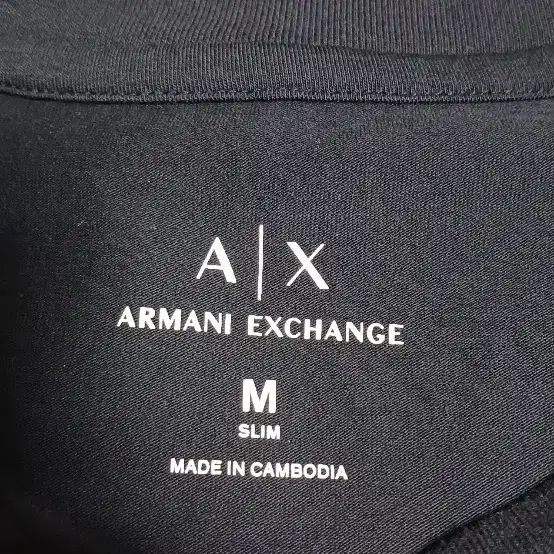 A|X
ARMANI EXCHANGE
M
SLIM
MADE IN CAMBODIA